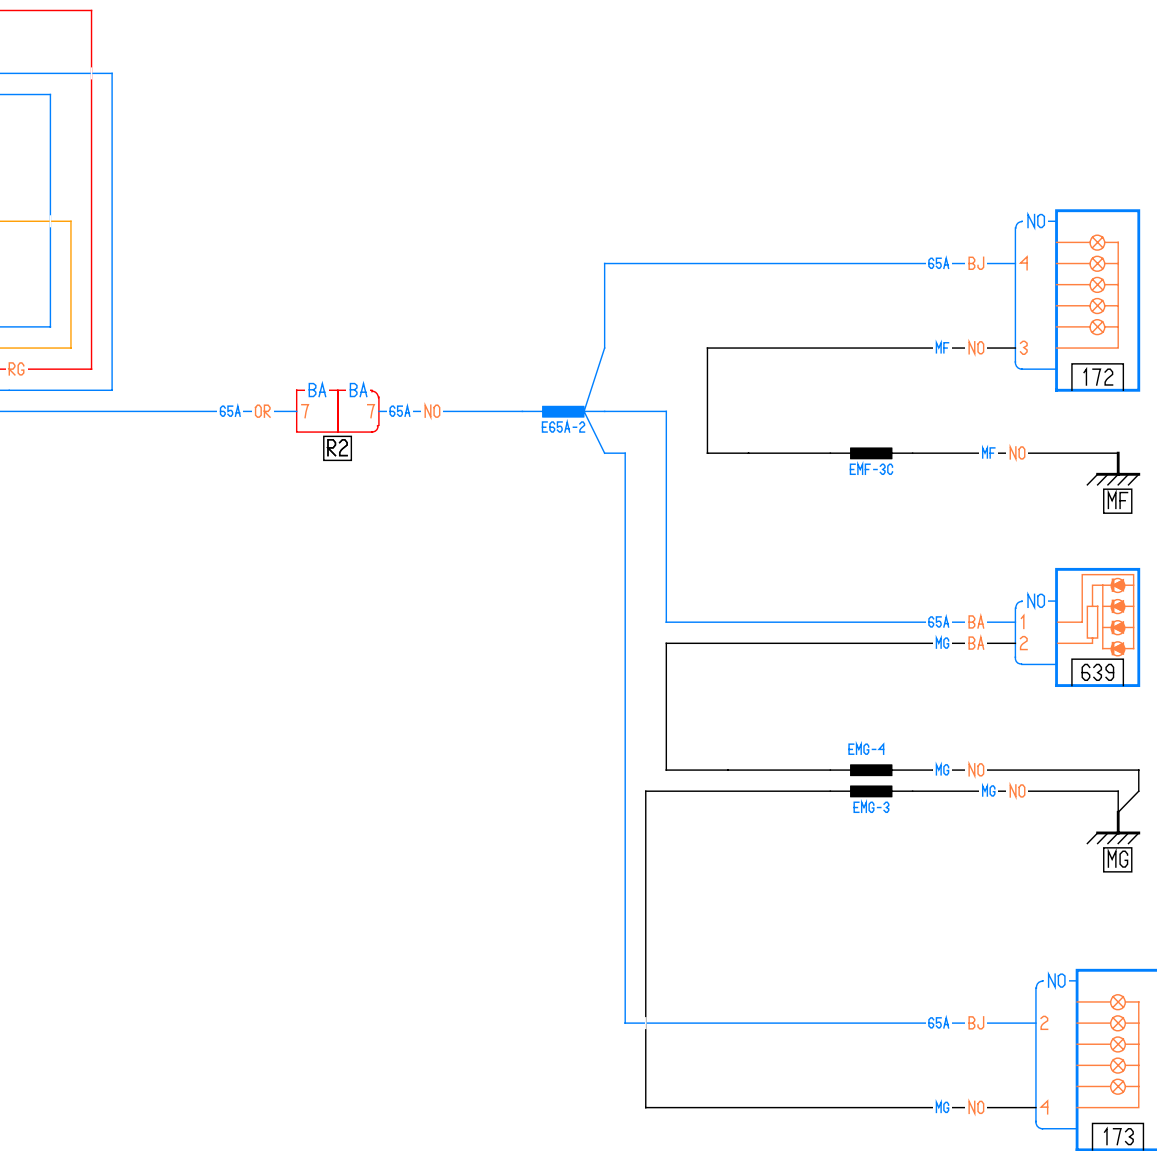 NO
65A BJ 4
MF NO 3
172
RG
BA BA
65A OR 7 7 65A NO
E65A-2
R2
MF NO
EMF-3C
MF
NO
65A BA 1
MG BA 2
639
EMG-4
MG NO
MG NO
EMG-3
MG
NO
65A BJ 2
MG NO 4
173